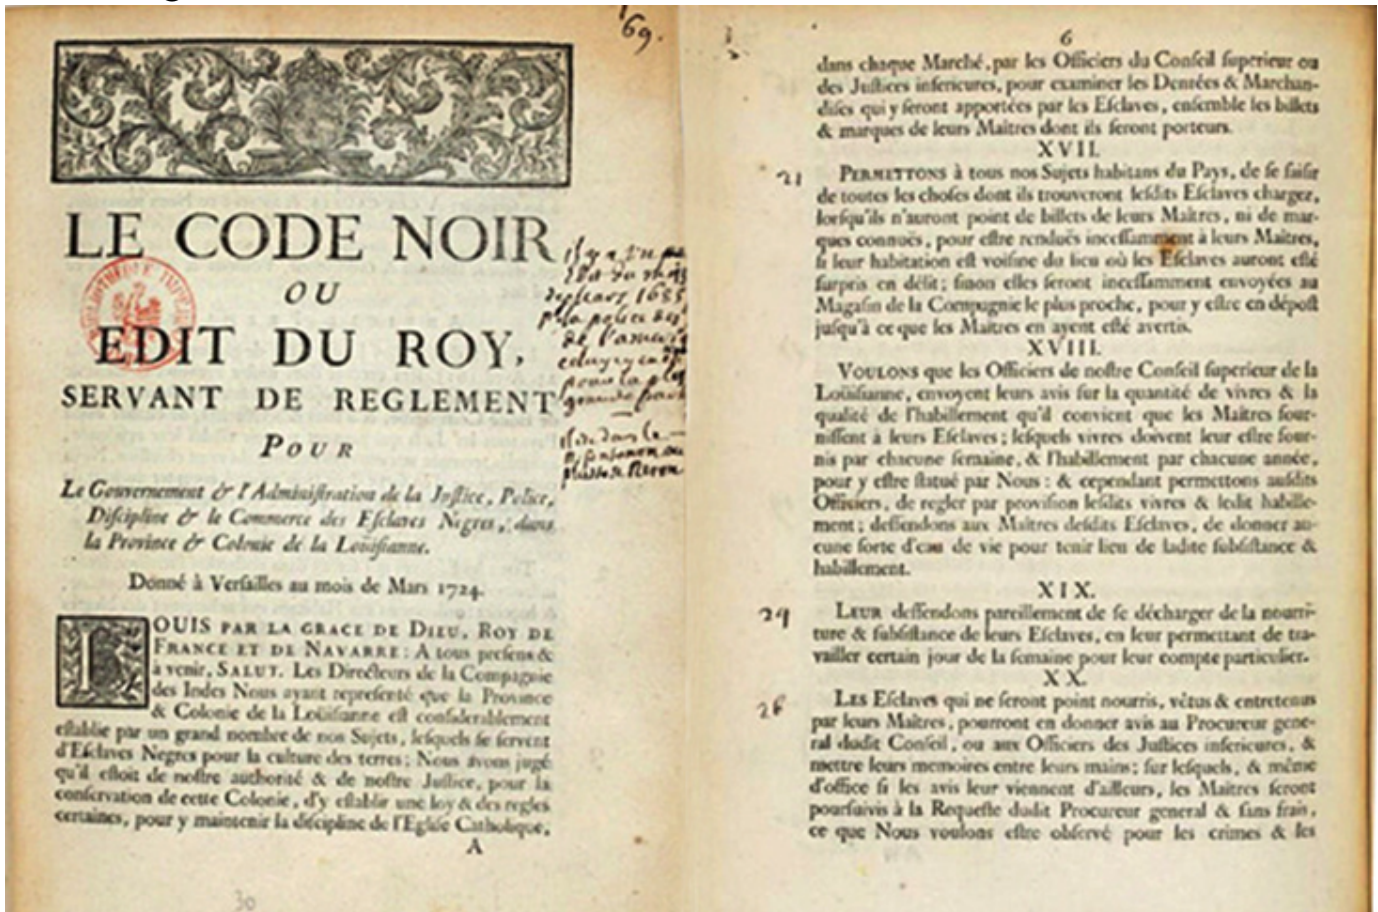 69.
LE CODE NOIR
OU
EDIT DU ROY,
SERVANT DE REGLEMENT
POUR
Le Gouvernement & l'Administration de la Justice, Police,
Discipline & le Commerce des Esclaves Negres, dans
la Province & Colonie de la Loüisianne.
Donné à Versailles au mois de Mars 1724.
LOUIS PAR LA GRACE DE DIEU, ROY DE
FRANCE ET DE NAVARRE: A tous presens &
à venir, SALUT. Les Directeurs de la Compagnie
des Indes Nous ayant representé que la Province
& Colonie de la Loüisianne est considerablement
establie par un grand nombre de nos Sujets, lesquels se servent
d'Esclaves Negres pour la culture des terres; Nous avons jugé
qu'il estoit de nostre authorité & de nostre Justice, pour la
conservation de cette Colonie, d'y establir une loy & des regles
certaines, pour y maintenir la discipline de l'Eglise Catholique,
A
30
1685
6
dans chaque Marché, par les Officiers du Conseil superieur ou
des Justices inferieures, pour examiner les Denrées & Marchan-
dises qui y seront apportées par les Esclaves, ensemble les billets
& marques de leurs Maîtres dont ils seront porteurs.
XVII.
21
PERMETTONS à tous nos Sujets habitans du Pays, de se saisir
de toutes les choses dont ils trouveront lesdits Esclaves chargez,
lorsqu'ils n'auront point de billets de leurs Maîtres, ni de mar-
ques connuës, pour estre renduës incessamment à leurs Maîtres,
si leur habitation est voisine du lieu où les Esclaves auront esté
surpris en délit; sinon elles seront incessamment envoyées au
Magasin de la Compagnie le plus proche, pour y estre en dépost
jusqu'à ce que les Maîtres en ayent esté avertis.
XVIII.
VOULONS que les Officiers de nostre Conseil superieur de la
Loüisianne, envoyent leurs avis sur la quantité de vivres & la
qualité de l'habillement qu'il convient que les Maîtres four-
nissent à leurs Esclaves; lesquels vivres doivent leur estre four-
nis par chacune semaine, & l'habillement par chacune année,
pour y estre statué par Nous: & cependant permettons ausdits
Officiers, de regler par provision lesdits vivres & ledit habille-
ment; deffendons aux Maîtres desdits Esclaves, de donner au-
cune sorte d'eau de vie pour tenir lieu de ladite subsistance &
habillement.
XIX.
24
LEUR deffendons pareillement de se décharger de la nourri-
ture & subsistance de leurs Esclaves, en leur permettant de tra-
vailler certain jour de la semaine pour leur compte particulier.
XX.
26
LES Esclaves qui ne seront point nourris, vêtus & entretenus
par leurs Maîtres, pourront en donner avis au Procureur gene-
ral dudit Conseil, ou aux Officiers des Justices inferieures, &
mettre leurs memoires entre leurs mains; sur lesquels, & même
d'office si les avis leur viennent d'ailleurs, les Maîtres seront
poursuivis à la Requeste dudit Procureur general & sans frais,
ce que Nous voulons estre observé pour les crimes & les